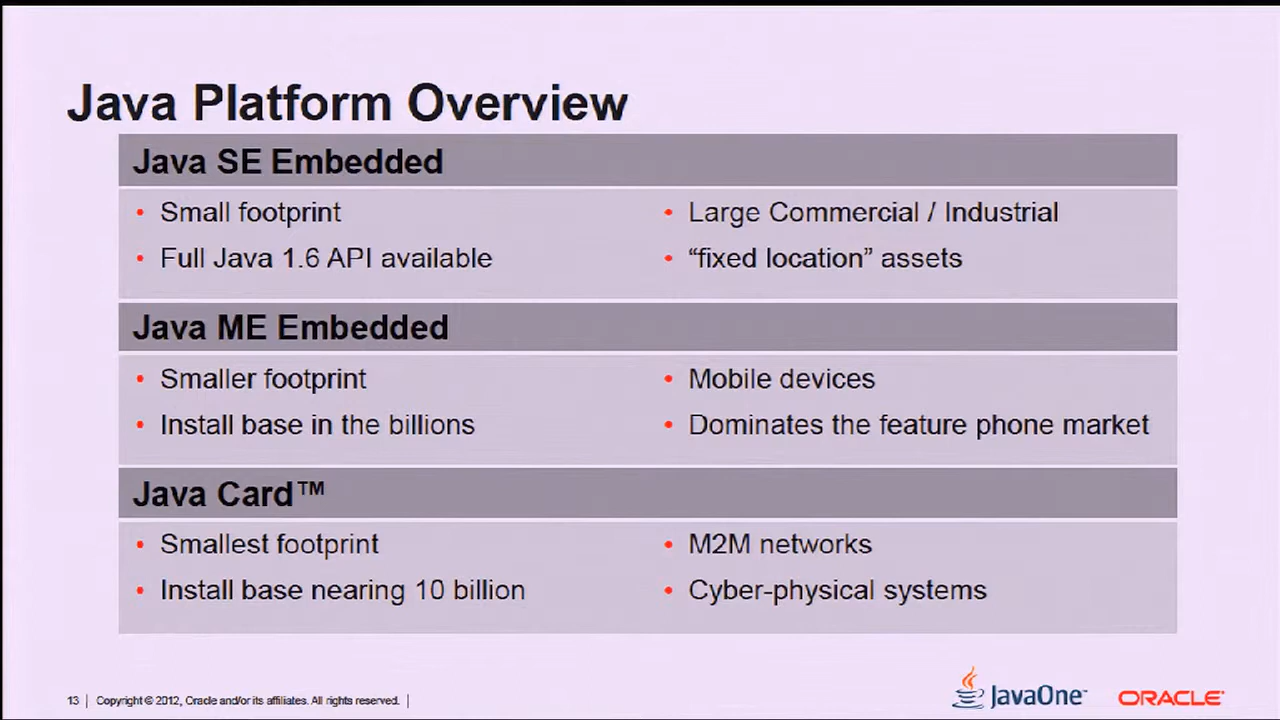 Java Platform Overview
Java SE Embedded
• Small footprint
• Full Java 1.6 API available
• Large Commercial / Industrial
• “fixed location” assets
Java ME Embedded
• Smaller footprint
• Install base in the billions
• Mobile devices
• Dominates the feature phone market
Java Card™
• Smallest footprint
• Install base nearing 10 billion
• M2M networks
• Cyber-physical systems
13 | Copyright © 2012, Oracle and/or its affiliates. All rights reserved. |
JavaOne™
ORACLE®